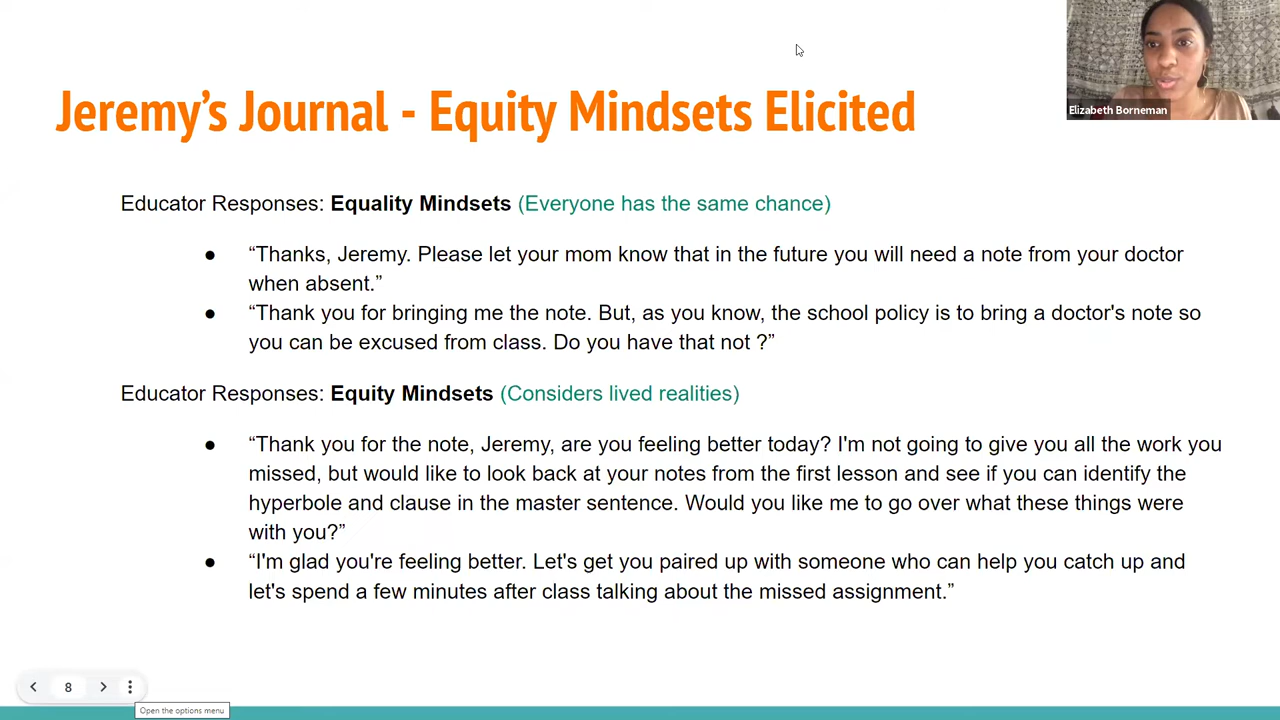 Elizabeth Borneman
Jeremy's Journal - Equity Mindsets Elicited
Educator Responses: Equality Mindsets (Everyone has the same chance)
● “Thanks, Jeremy. Please let your mom know that in the future you will need a note from your doctor
when absent.”
● “Thank you for bringing me the note. But, as you know, the school policy is to bring a doctor's note so
you can be excused from class. Do you have that not ?”
Educator Responses: Equity Mindsets (Considers lived realities)
● “Thank you for the note, Jeremy, are you feeling better today? I'm not going to give you all the work you
missed, but would like to look back at your notes from the first lesson and see if you can identify the
hyperbole and clause in the master sentence. Would you like me to go over what these things were
with you?”
● “I'm glad you're feeling better. Let's get you paired up with someone who can help you catch up and
let's spend a few minutes after class talking about the missed assignment.”
8
Open the options menu